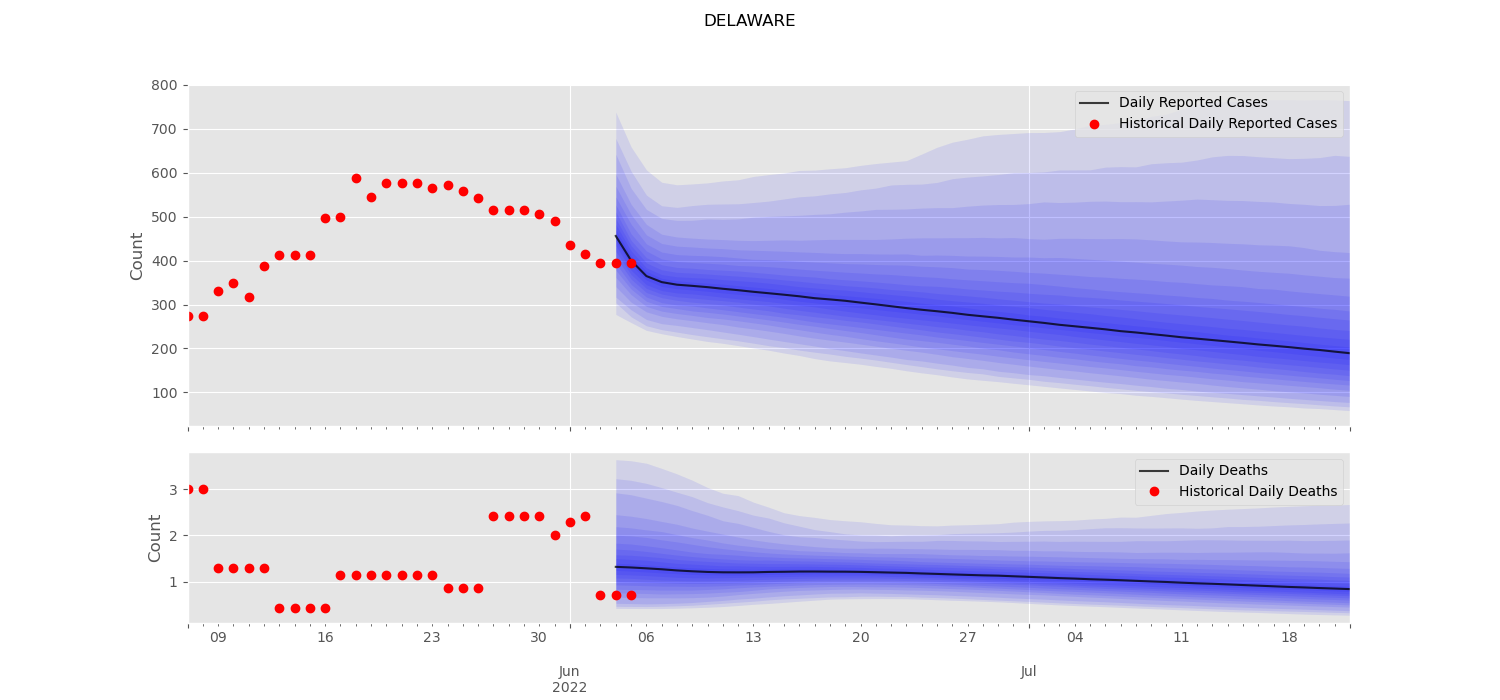 DELAWARE
800
700
600
500
400
300
200
100
Count
Daily Reported Cases
Historical Daily Reported Cases
3
2
1
Count
Daily Deaths
Historical Daily Deaths
09 16 23 30 06 13 20 27 04 11 18
Jun Jul
2022